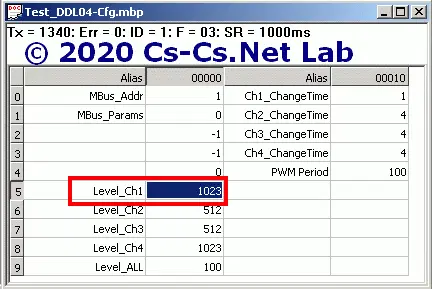 Test_DDL04-Cfg.mbp
Tx = 1340: Err = 0: ID = 1: F = 03: SR = 1000ms
© 2020 Cs-Cs.Net Lab
Alias 00000 Alias 00010
0 MBus_Addr 1 Ch1_ChangeTime 1
1 MBus_Params 0 Ch2_ChangeTime 4
2 -1 Ch3_ChangeTime 4
3 -1 Ch4_ChangeTime 4
4 0 PWM Period 100
5 Level_Ch1 1023
6 Level_Ch2 512
7 Level_Ch3 512
8 Level_Ch4 1023
9 Level_ALL 100